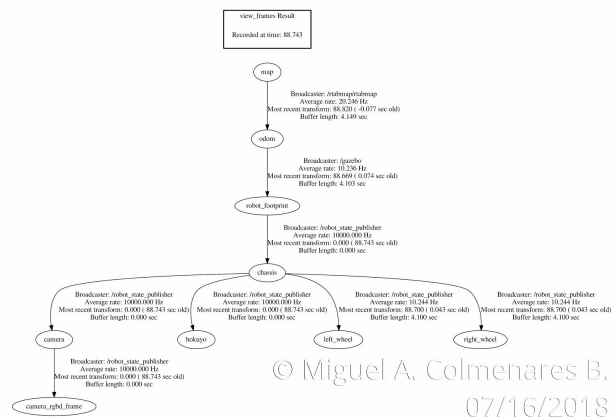 view_frames Result
Recorded at time: 88.743
map
Broadcaster: /rtabmap/rtabmap
Average rate: 20.246 Hz
Most recent transform: 88.820 ( -0.077 sec old)
Buffer length: 4.149 sec
odom
Broadcaster: /gazebo
Average rate: 10.236 Hz
Most recent transform: 88.669 ( 0.074 sec old)
Buffer length: 4.103 sec
robot_footprint
Broadcaster: /robot_state_publisher
Average rate: 10000.000 Hz
Most recent transform: 0.000 ( 88.743 sec old)
Buffer length: 0.000 sec
chassis
Broadcaster: /robot_state_publisher
Average rate: 10000.000 Hz
Most recent transform: 0.000 ( 88.743 sec old)
Buffer length: 0.000 sec
Broadcaster: /robot_state_publisher
Average rate: 10000.000 Hz
Most recent transform: 0.000 ( 88.743 sec old)
Buffer length: 0.000 sec
Broadcaster: /robot_state_publisher
Average rate: 10.244 Hz
Most recent transform: 88.700 ( 0.043 sec old)
Buffer length: 4.100 sec
Broadcaster: /robot_state_publisher
Average rate: 10.244 Hz
Most recent transform: 88.700 ( 0.043 sec old)
Buffer length: 4.100 sec
camera
hokuyo
left_wheel
right_wheel
Broadcaster: /robot_state_publisher
Average rate: 10000.000 Hz
Most recent transform: 0.000 ( 88.743 sec old)
Buffer length: 0.000 sec
camera_rgbd_frame
© Miguel A. Colmenares B.
07/16/2018